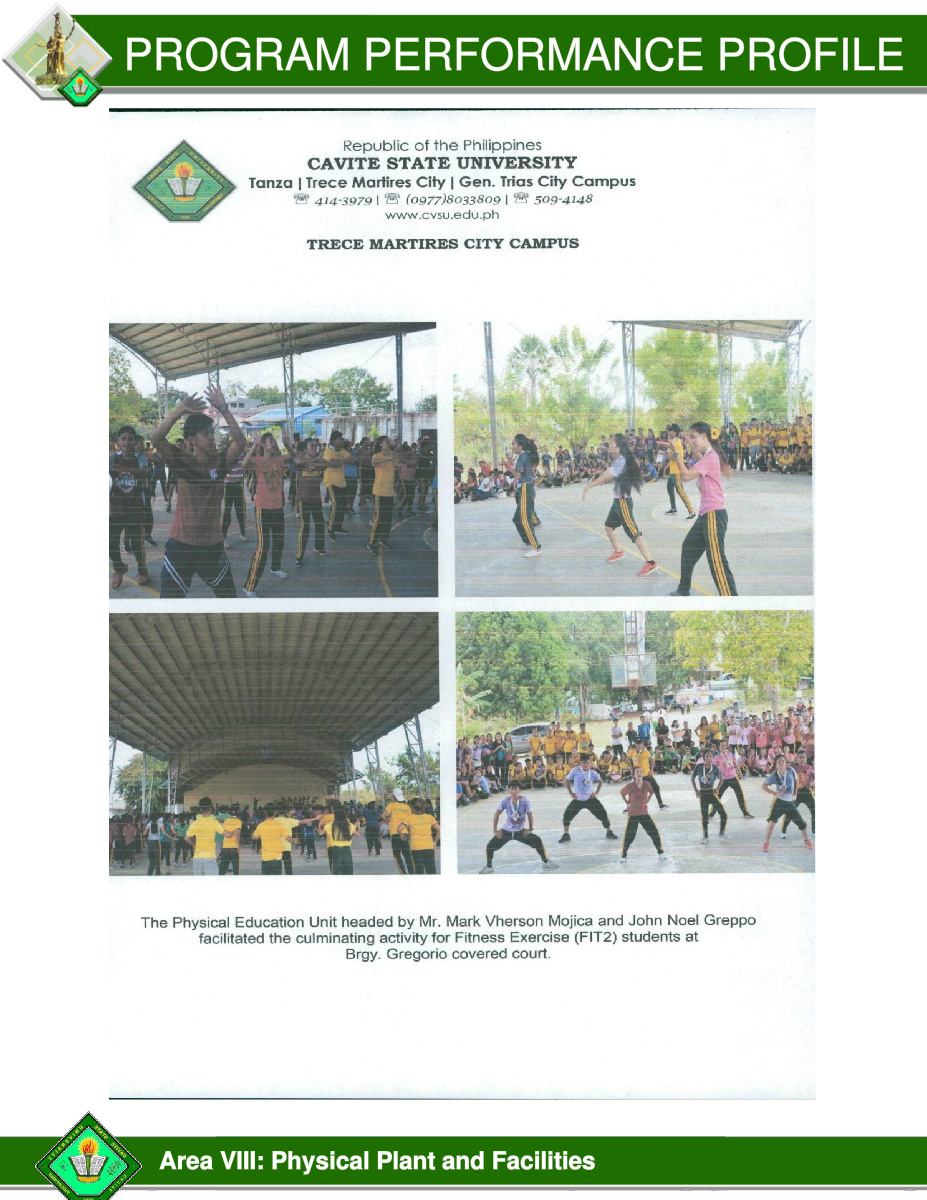 PROGRAM PERFORMANCE PROFILE
Republic of the Philippines
CAVITE STATE UNIVERSITY
Tanza | Trece Martires City | Gen. Trias City Campus
☏ 414-3979 | ☏ (0977)8033809 | ☏ 509-4148
www.cvsu.edu.ph
TRECE MARTIRES CITY CAMPUS
The Physical Education Unit headed by Mr. Mark Vherson Mojica and John Noel Greppo
facilitated the culminating activity for Fitness Exercise (FIT2) students at
Brgy. Gregorio covered court.
Area VIII: Physical Plant and Facilities